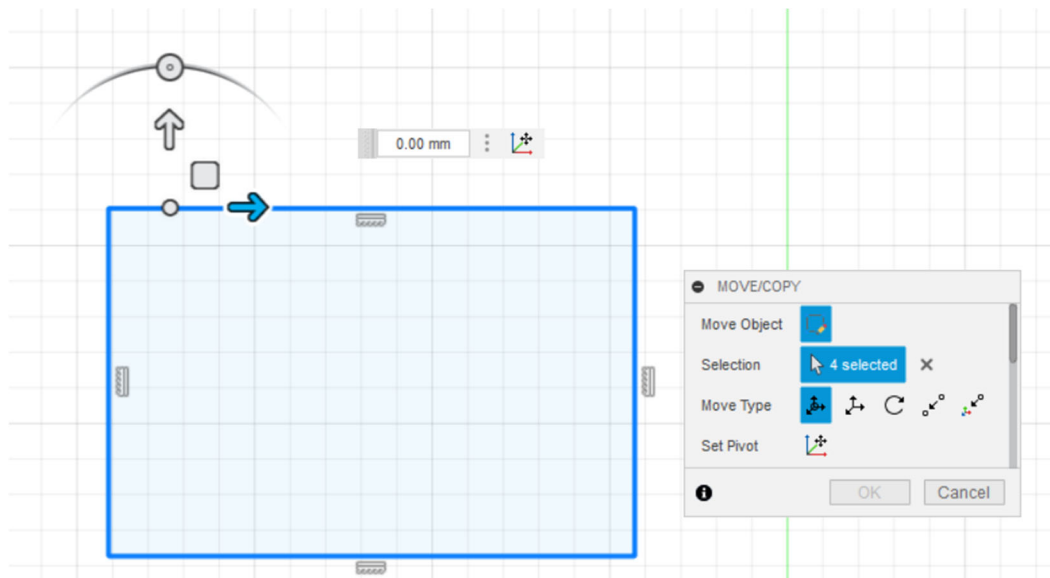 0.00 mm
MOVE/COPY
Move Object
Selection
4 selected
Move Type
Set Pivot
OK
Cancel